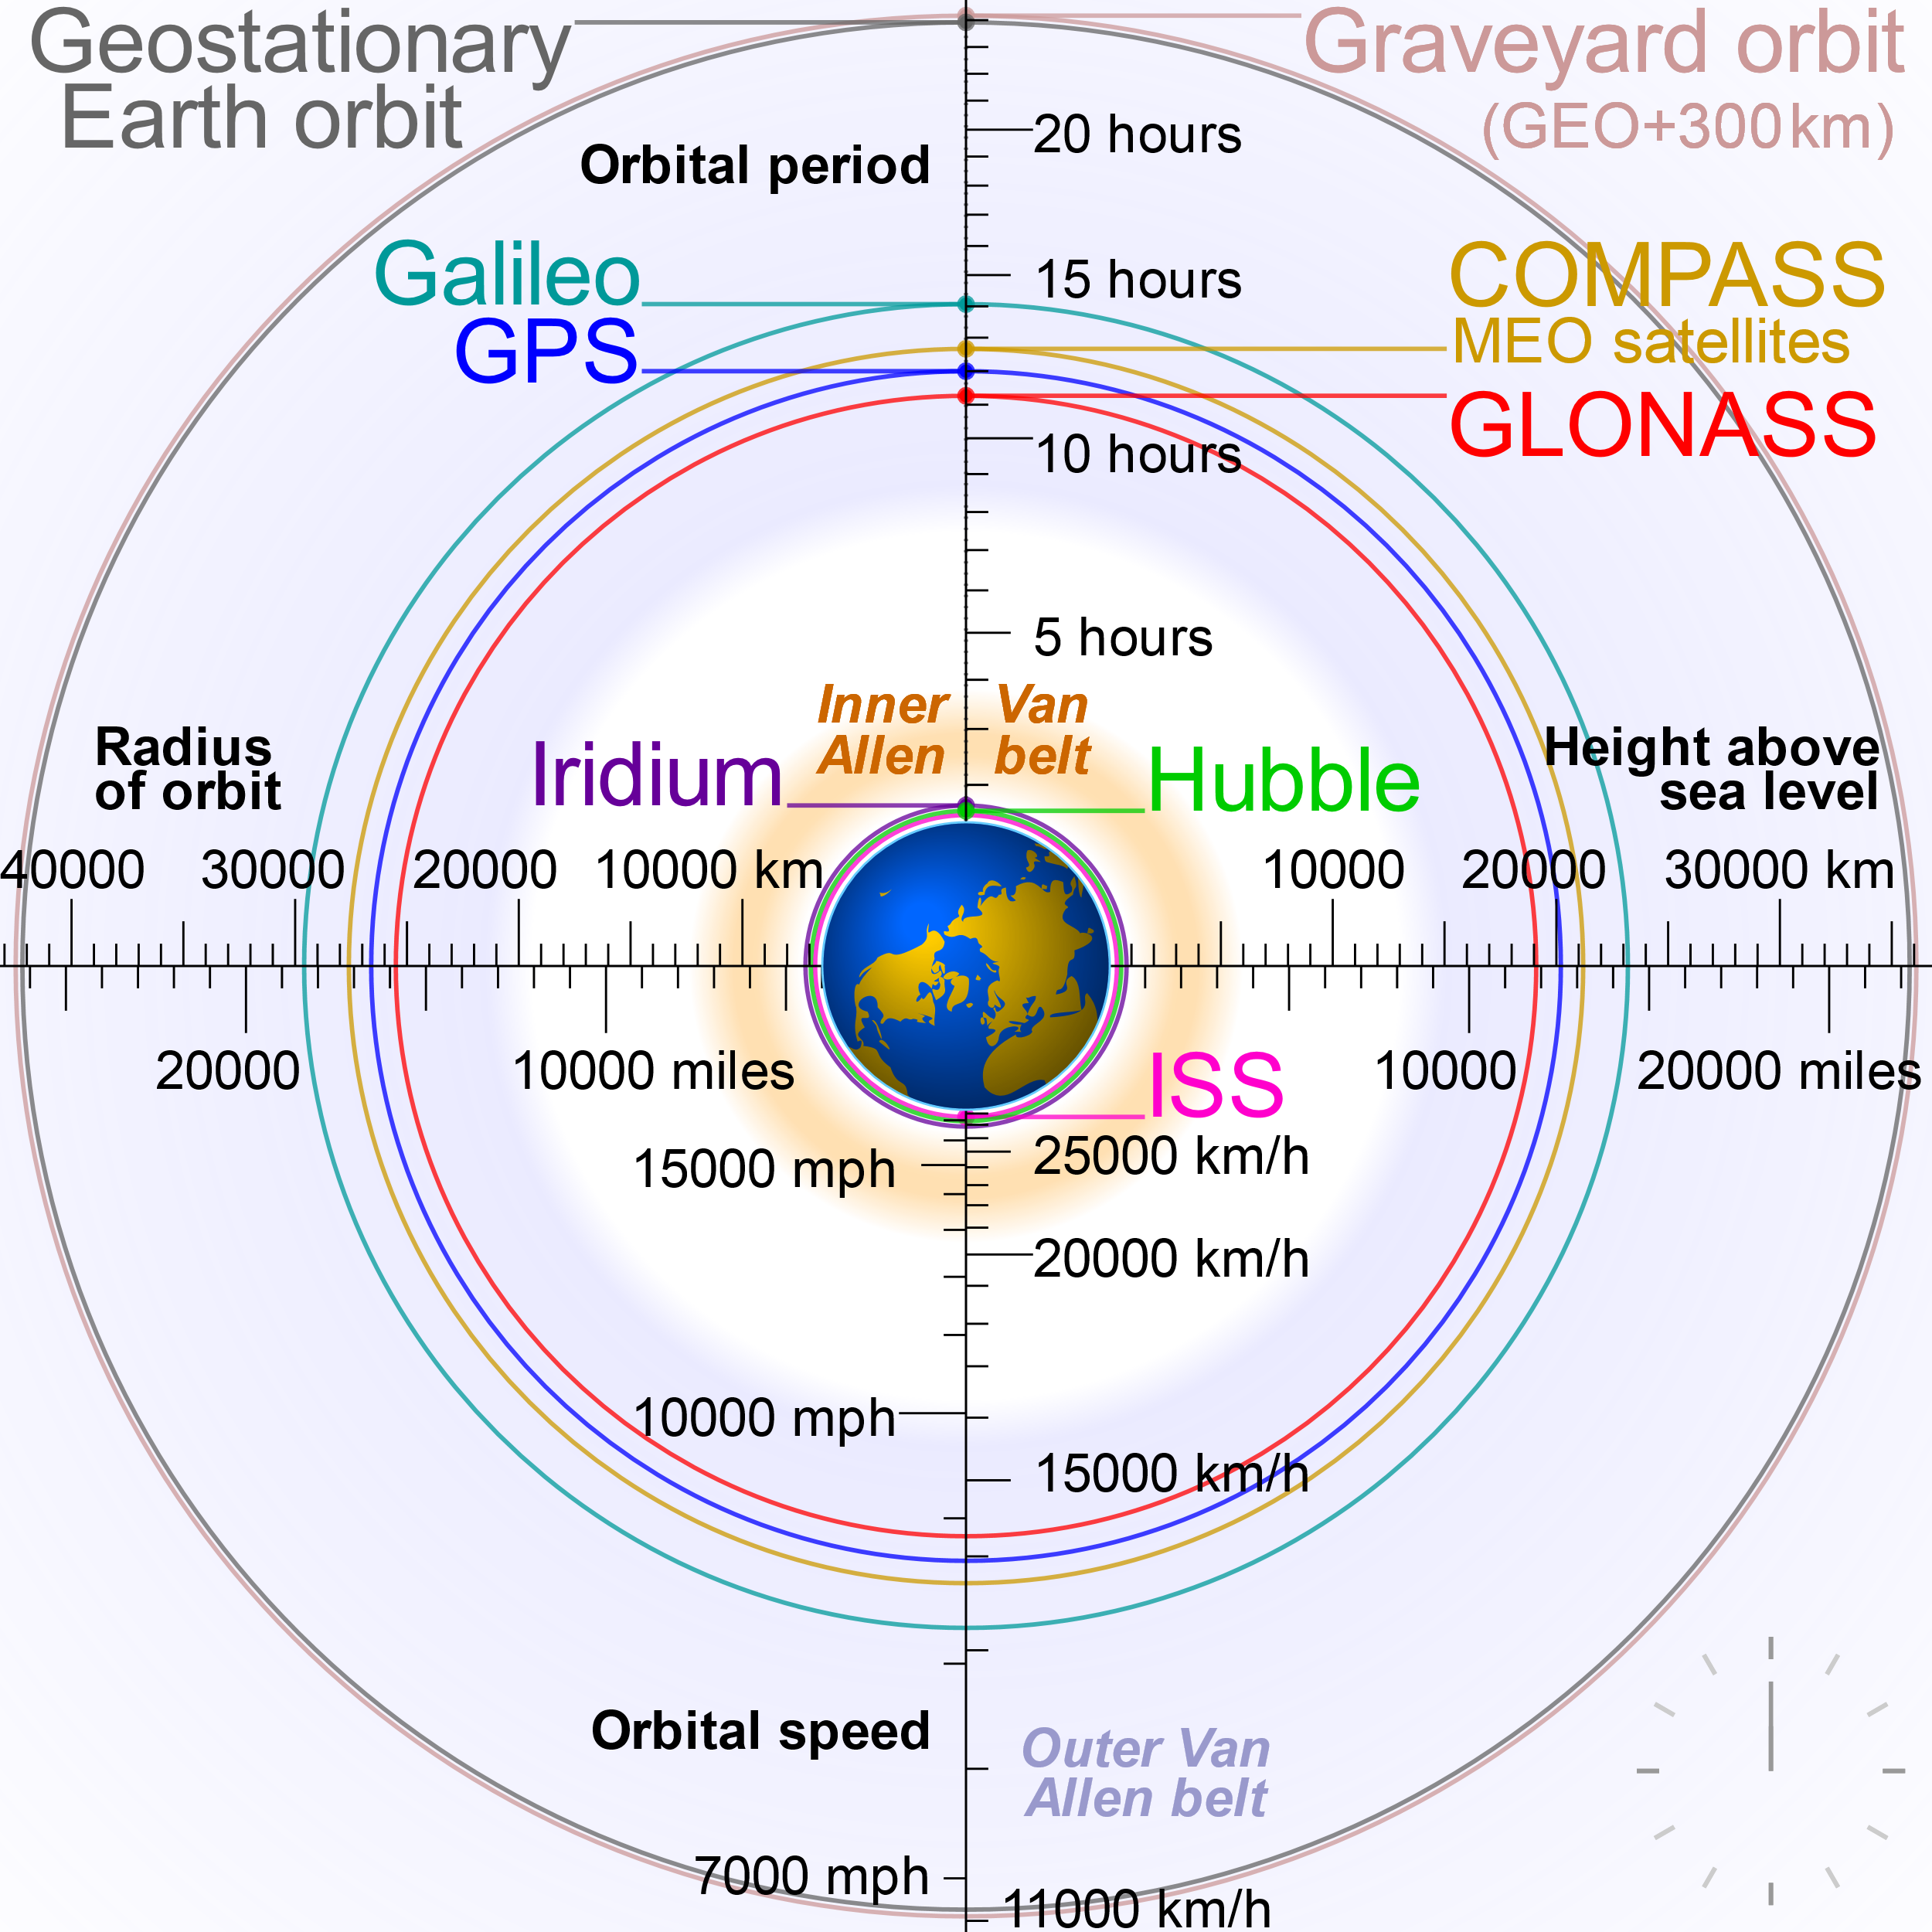 Geostationary
Earth orbit
Graveyard orbit
(GEO+300 km)
20 hours
Orbital period
Galileo
15 hours
COMPASS
GPS
MEO satellites
GLONASS
10 hours
5 hours
Inner Van
Allen belt
Radius
of orbit
Iridium
Hubble
Height above
sea level
40000 30000 20000 10000 km
10000 20000 30000 km
20000 10000 miles
10000 20000 miles
ISS
15000 mph
25000 km/h
20000 km/h
10000 mph
15000 km/h
Orbital speed
Outer Van
Allen belt
7000 mph
11000 km/h